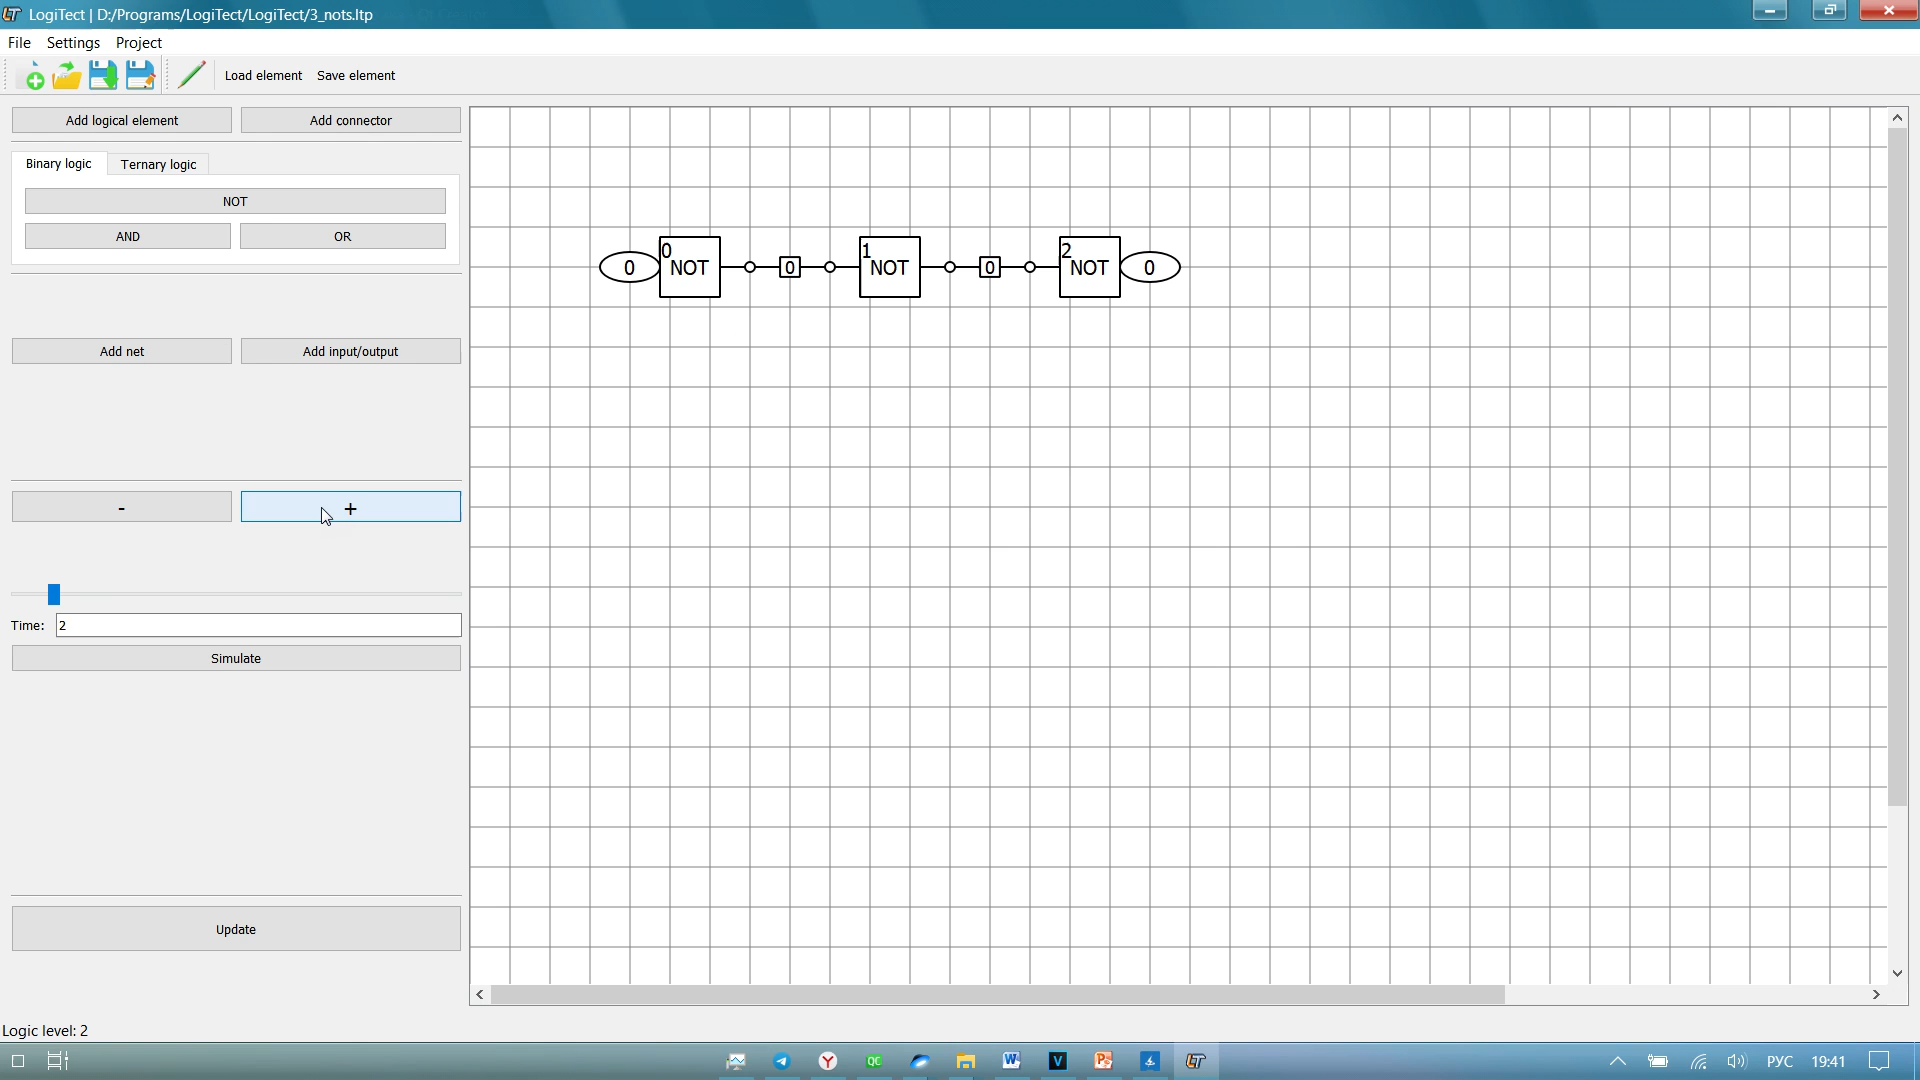 LogiTect | D:/Programs/LogiTect/LogiTect/3_nots.ltp
File Settings Project
Load element Save element
Add logical element Add connector
Binary logic Ternary logic
NOT
AND OR
0 0 NOT 0 1 NOT 0 2 NOT 0
Add net Add input/output
- +
Time: 2
Simulate
Update
Logic level: 2
РУС 19:41